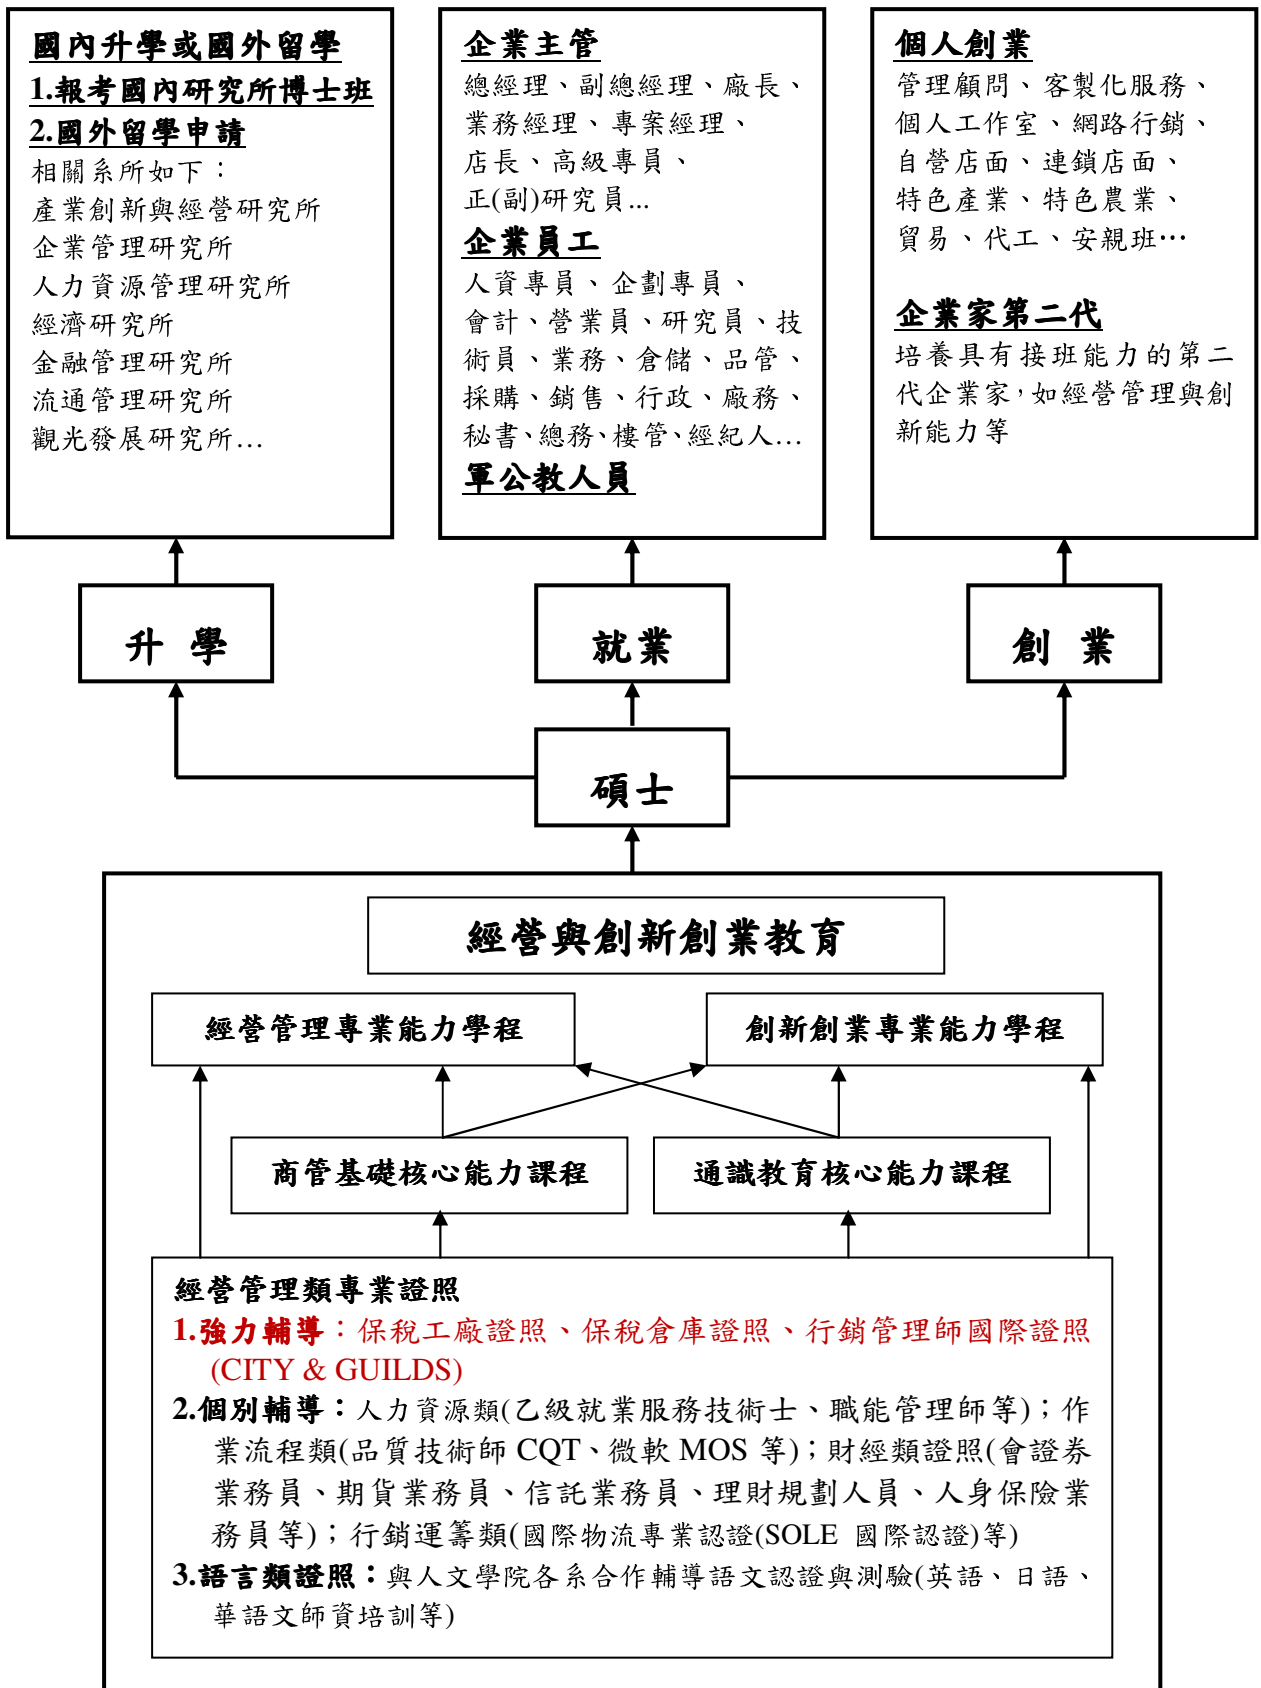 國內升學或國外留學
1.報考國內研究所博士班
2.國外留學申請
相關系所如下：
產業創新與經營研究所
企業管理研究所
人力資源管理研究所
經濟研究所
金融管理研究所
流通管理研究所
觀光發展研究所…
企業主管
總經理、副總經理、廠長、
業務經理、專案經理、
店長、高級專員、
正(副)研究員...
企業員工
人資專員、企劃專員、
會計、營業員、研究員、技
術員、業務、倉儲、品管、
採購、銷售、行政、廠務、
秘書、總務、樓管、經紀人…
軍公教人員
個人創業
管理顧問、客製化服務、
個人工作室、網路行銷、
自營店面、連鎖店面、
特色產業、特色農業、
貿易、代工、安親班…
企業家第二代
培養具有接班能力的第二
代企業家，如經營管理與創
新能力等
升 學
就業
創 業
碩士
經營與創新創業教育
經營管理專業能力學程
創新創業專業能力學程
商管基礎核心能力課程
通識教育核心能力課程
經營管理類專業證照
1.強力輔導：保稅工廠證照、保稅倉庫證照、行銷管理師國際證照
(CITY & GUILDS)
2.個別輔導：人力資源類(乙級就業服務技術士、職能管理師等)；作
業流程類(品質技術師 CQT、微軟 MOS 等)；財經類證照(會證券
業務員、期貨業務員、信託業務員、理財規劃人員、人身保險業
務員等)；行銷運籌類(國際物流專業認證(SOLE 國際認證)等)
3.語言類證照：與人文學院各系合作輔導語文認證與測驗(英語、日語、
華語文師資培訓等)